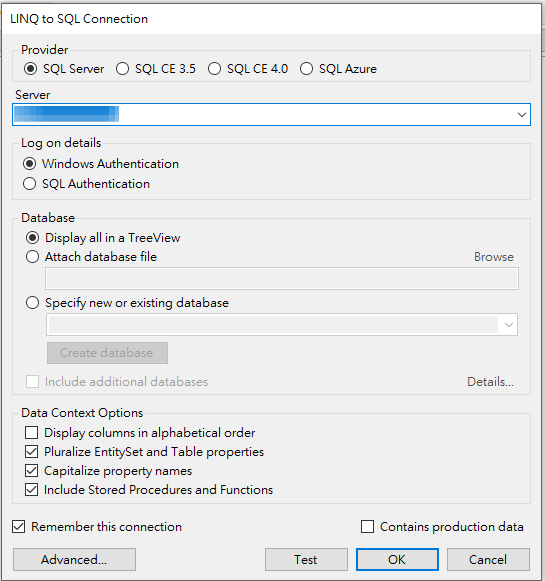 LINQ to SQL Connection
Provider
SQL Server SQL CE 3.5 SQL CE 4.0 SQL Azure
Server
Log on details
Windows Authentication
SQL Authentication
Database
Display all in a TreeView
Attach database file Browse
Specify new or existing database
Create database
Include additional databases Details...
Data Context Options
Display columns in alphabetical order
Pluralize EntitySet and Table properties
Capitalize property names
Include Stored Procedures and Functions
Remember this connection Contains production data
Advanced... Test OK Cancel